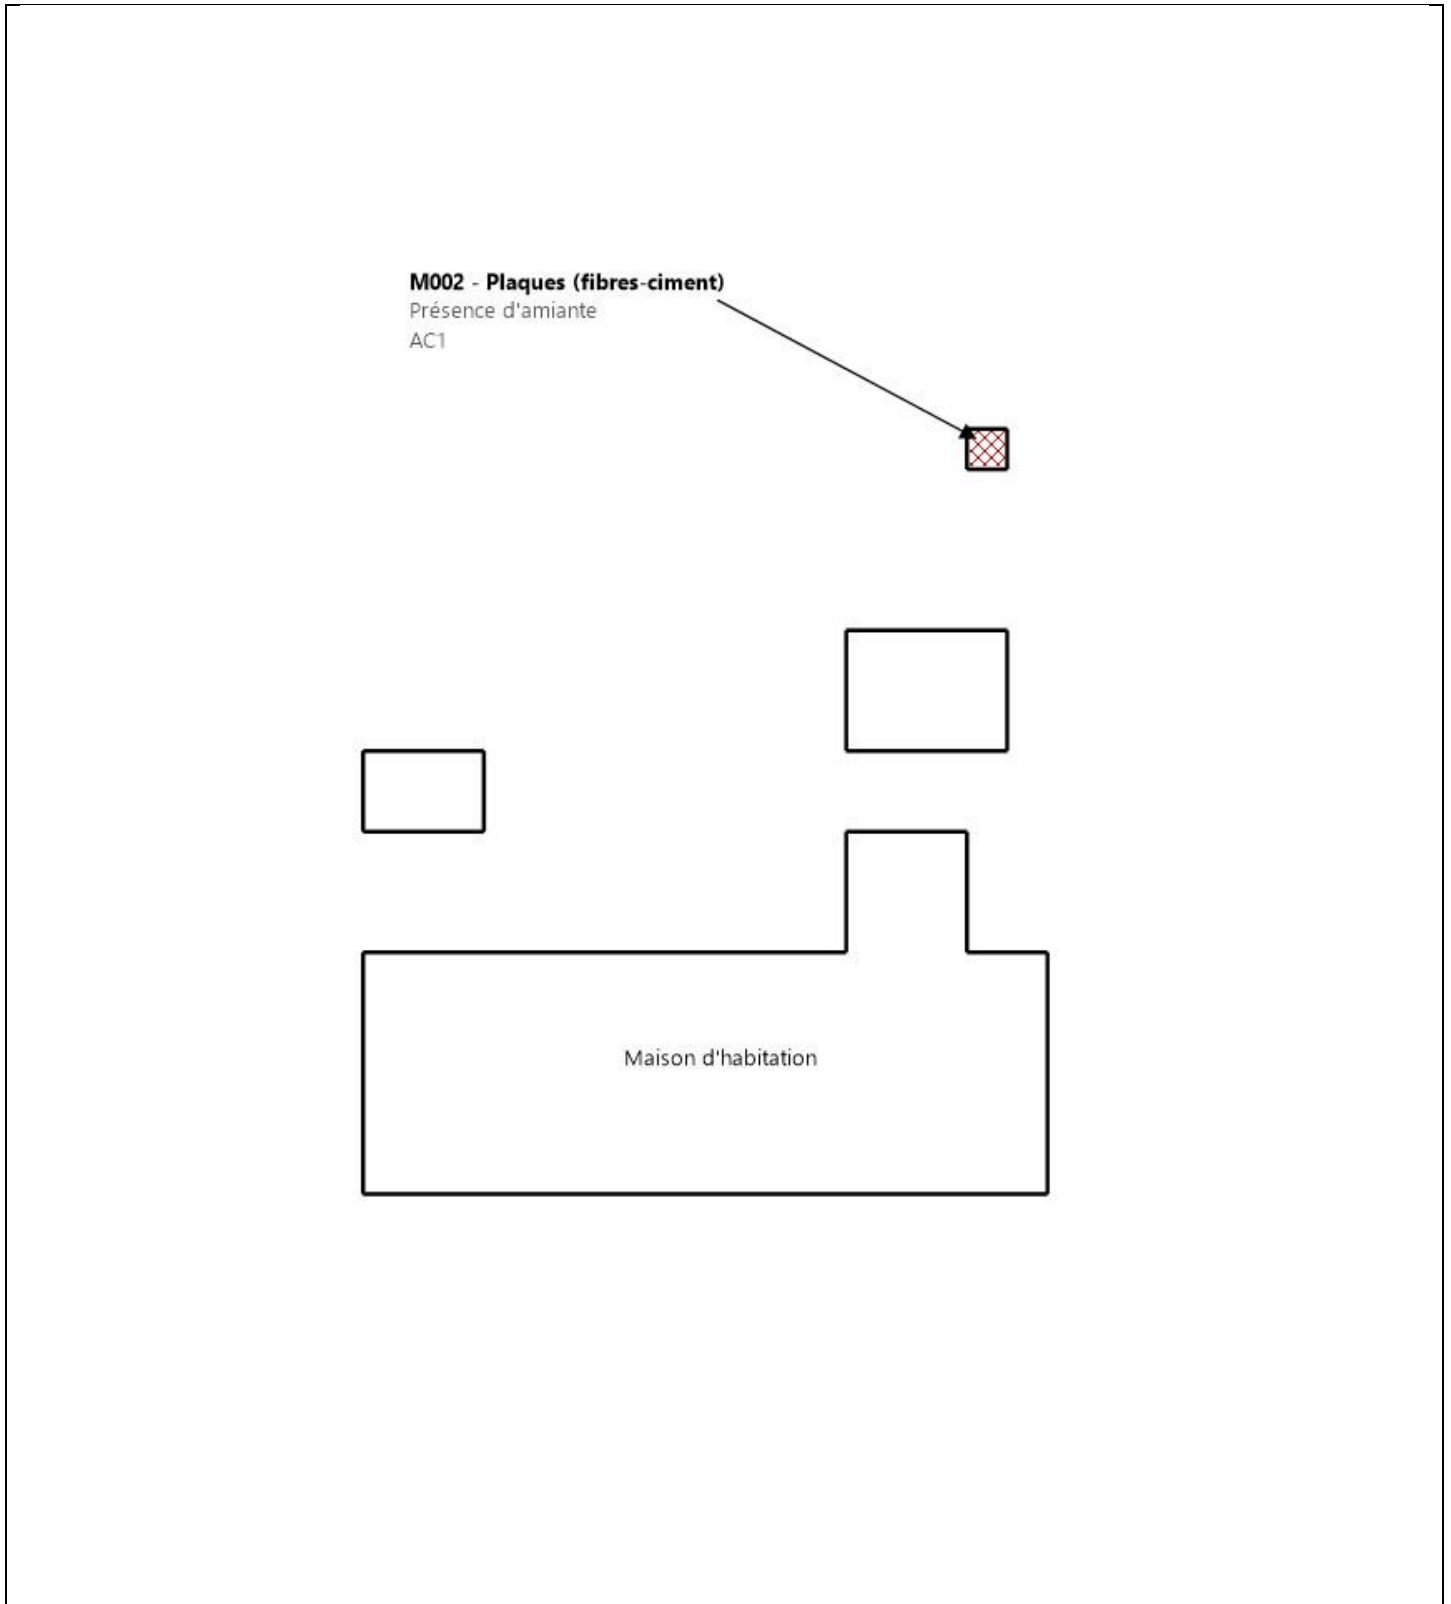 M002 - Plaques (fibres-ciment)
Présence d'amiante
AC1
Maison d'habitation